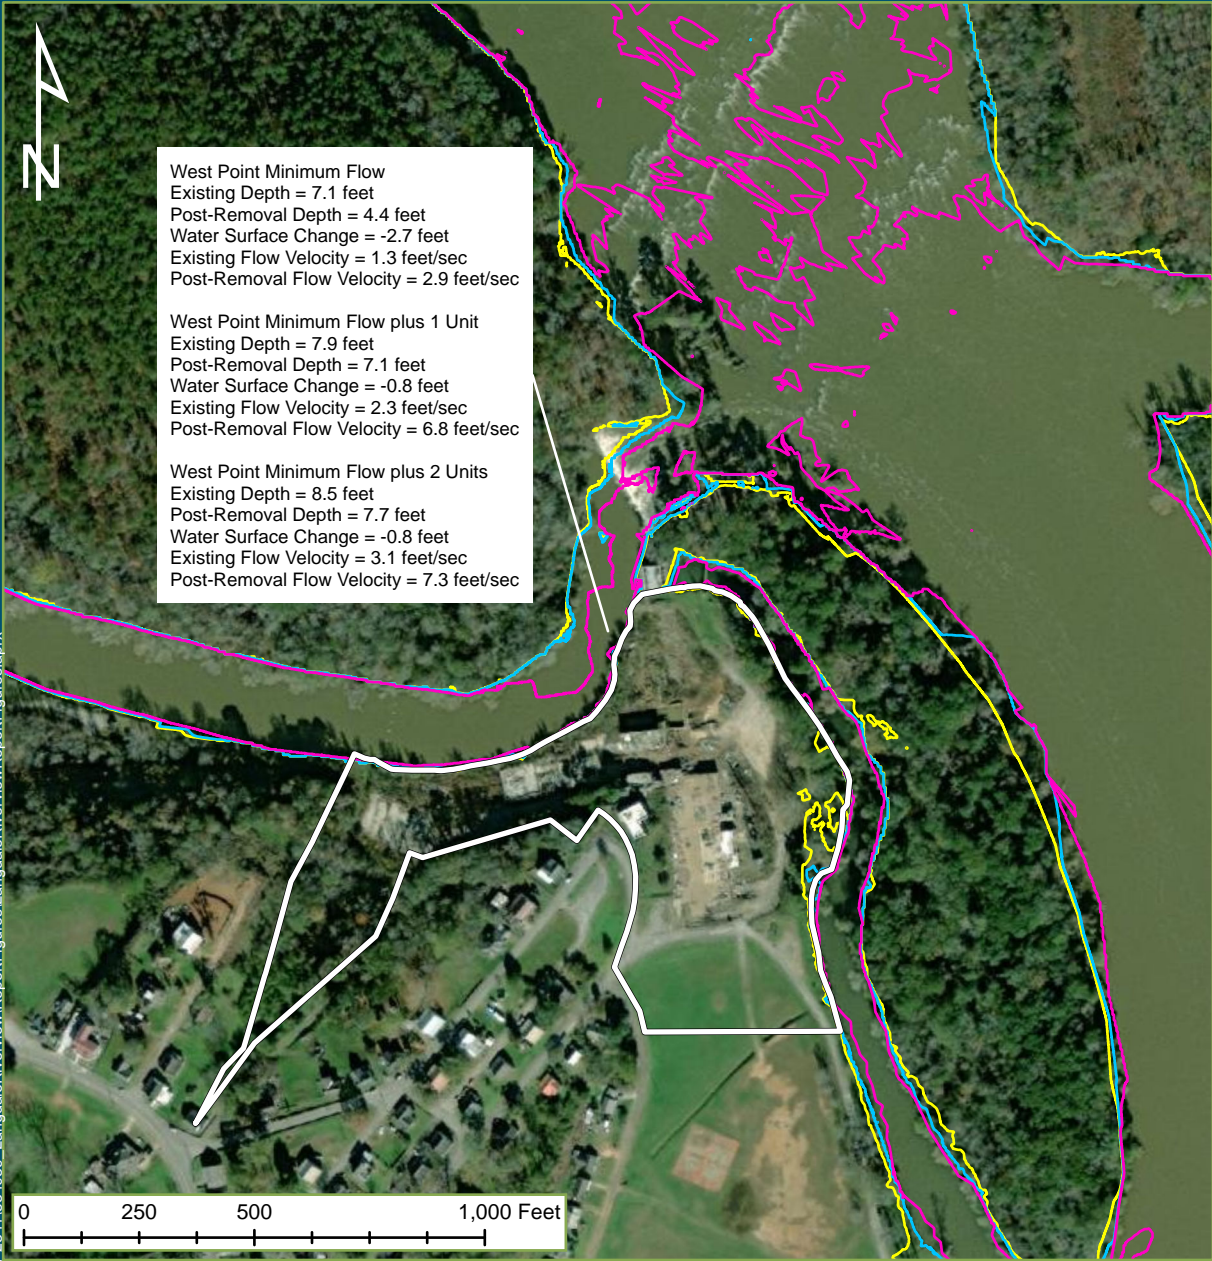 N
West Point Minimum Flow
Existing Depth = 7.1 feet
Post-Removal Depth = 4.4 feet
Water Surface Change = -2.7 feet
Existing Flow Velocity = 1.3 feet/sec
Post-Removal Flow Velocity = 2.9 feet/sec
West Point Minimum Flow plus 1 Unit
Existing Depth = 7.9 feet
Post-Removal Depth = 7.1 feet
Water Surface Change = -0.8 feet
Existing Flow Velocity = 2.3 feet/sec
Post-Removal Flow Velocity = 6.8 feet/sec
West Point Minimum Flow plus 2 Units
Existing Depth = 8.5 feet
Post-Removal Depth = 7.7 feet
Water Surface Change = -0.8 feet
Existing Flow Velocity = 3.1 feet/sec
Post-Removal Flow Velocity = 7.3 feet/sec
0 250 500 1,000 Feet